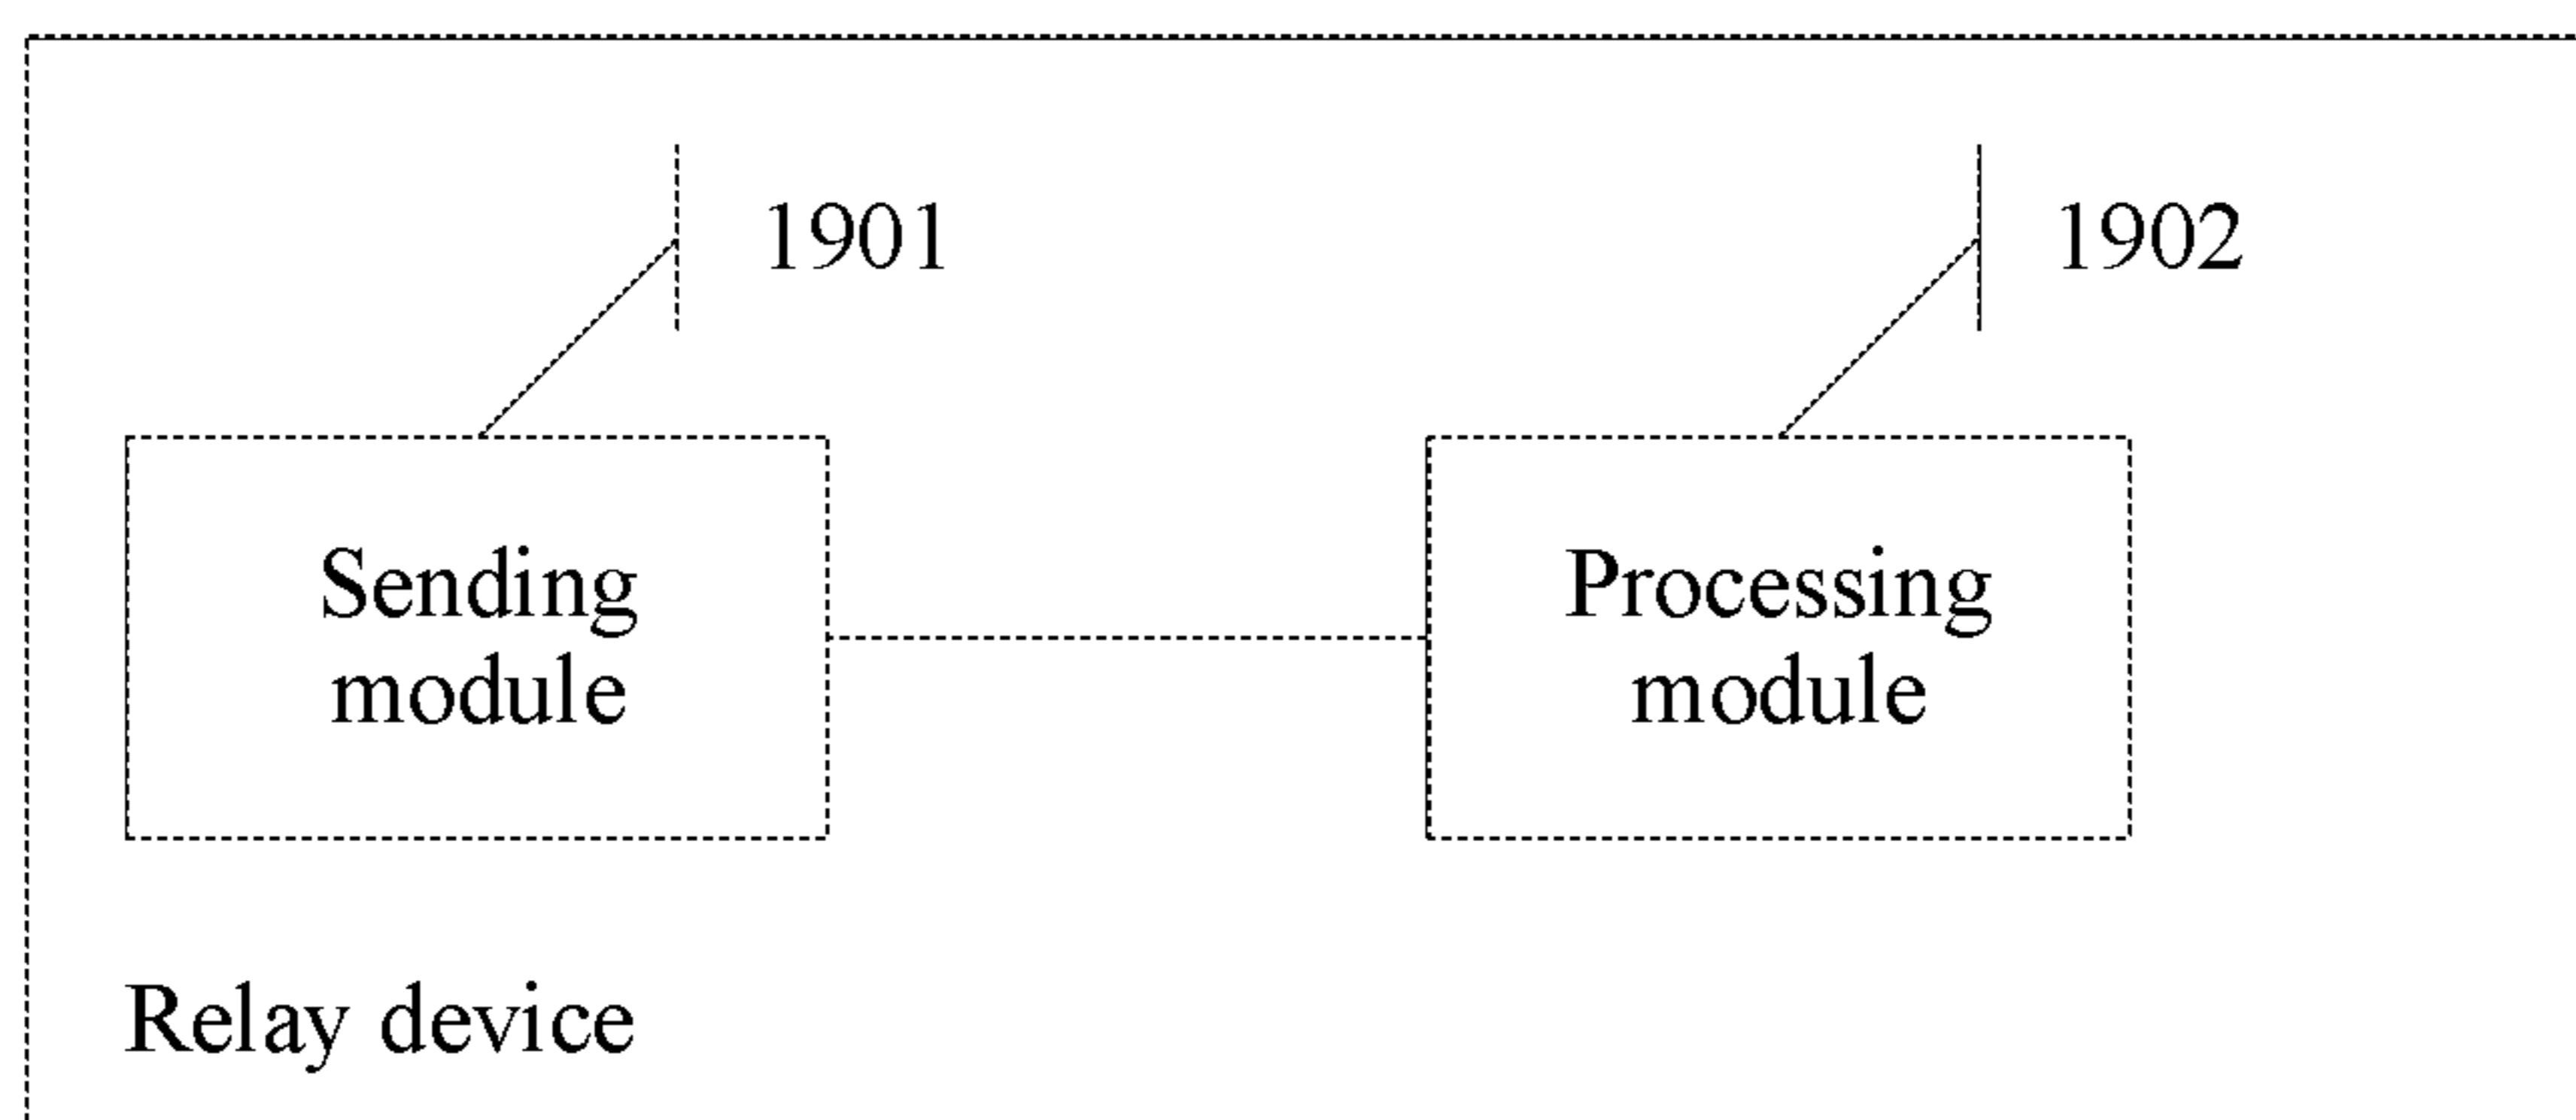 1901
1902
Sending
module
Processing
module
Relay device